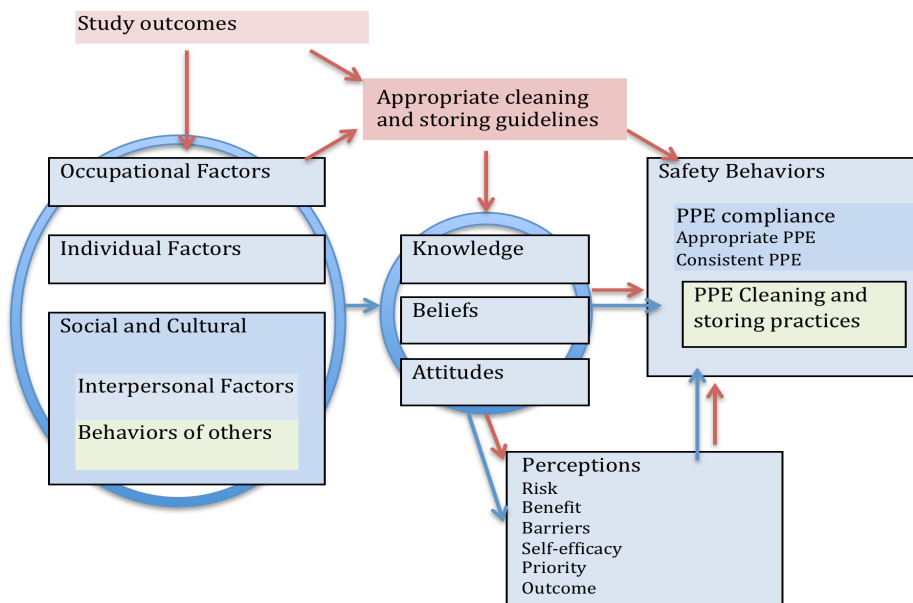 Study outcomes
Appropriate cleaning
and storing guidelines
Occupational Factors
Individual Factors
Social and Cultural
Interpersonal Factors
Behaviors of others
Knowledge
Beliefs
Attitudes
Safety Behaviors
PPE compliance
Appropriate PPE
Consistent PPE
PPE Cleaning and
storing practices
Perceptions
Risk
Benefit
Barriers
Self-efficacy
Priority
Outcome